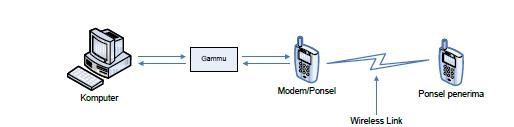 Gammu
Komputer
Modem/Ponsel
Ponsel penerima
Wireless Link